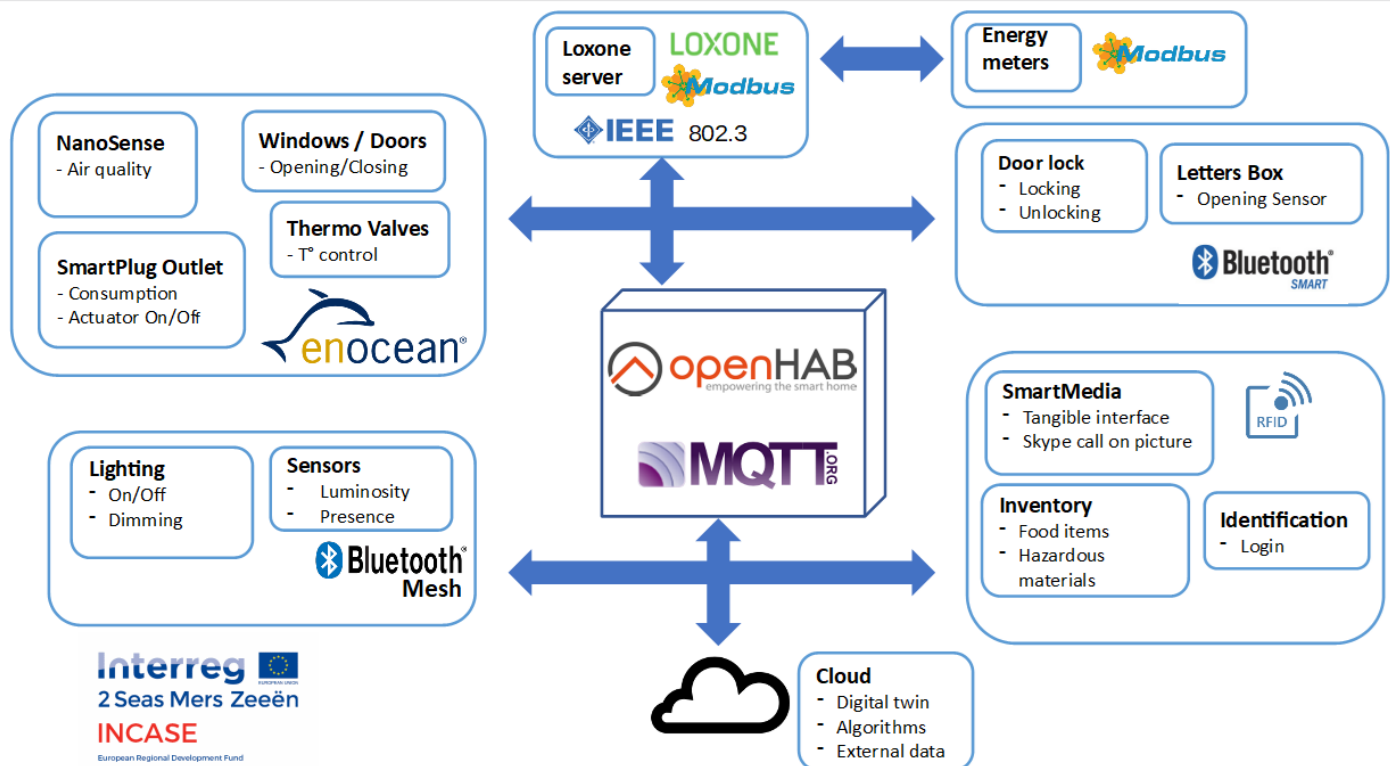 Loxone
server
LOXONE
Modbus
IEEE 802.3
Energy
meters
Modbus
NanoSense
- Air quality
Windows / Doors
- Opening/Closing
Thermo Valves
- T° control
SmartPlug Outlet
- Consumption
- Actuator On/Off
enocean®
Door lock
- Locking
- Unlocking
Letters Box
- Opening Sensor
Bluetooth®
SMART
openHAB
empowering the smart home
MQTT.ORG
Lighting
- On/Off
- Dimming
Sensors
- Luminosity
- Presence
Bluetooth®
Mesh
SmartMedia
- Tangible interface
- Skype call on picture
RFID
Inventory
- Food items
- Hazardous
materials
Identification
- Login
Cloud
- Digital twin
- Algorithms
- External data
Interreg
EUROPEAN UNION
2 Seas Mers Zeeën
INCASE
European Regional Development Fund